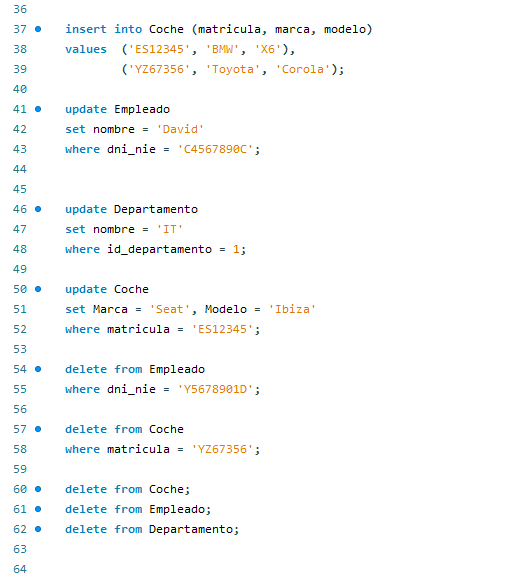 36
37 insert into Coche (matricula, marca, modelo)
38 values ('ES12345', 'BMW', 'X6'),
39 ('YZ67356', 'Toyota', 'Corola');
40
41 update Empleado
42 set nombre = 'David'
43 where dni_nie = 'C4567890C';
44
45
46 update Departamento
47 set nombre = 'IT'
48 where id_departamento = 1;
49
50 update Coche
51 set Marca = 'Seat', Modelo = 'Ibiza'
52 where matricula = 'ES12345';
53
54 delete from Empleado
55 where dni_nie = 'Y5678901D';
56
57 delete from Coche
58 where matricula = 'YZ67356';
59
60 delete from Coche;
61 delete from Empleado;
62 delete from Departamento;
63
64